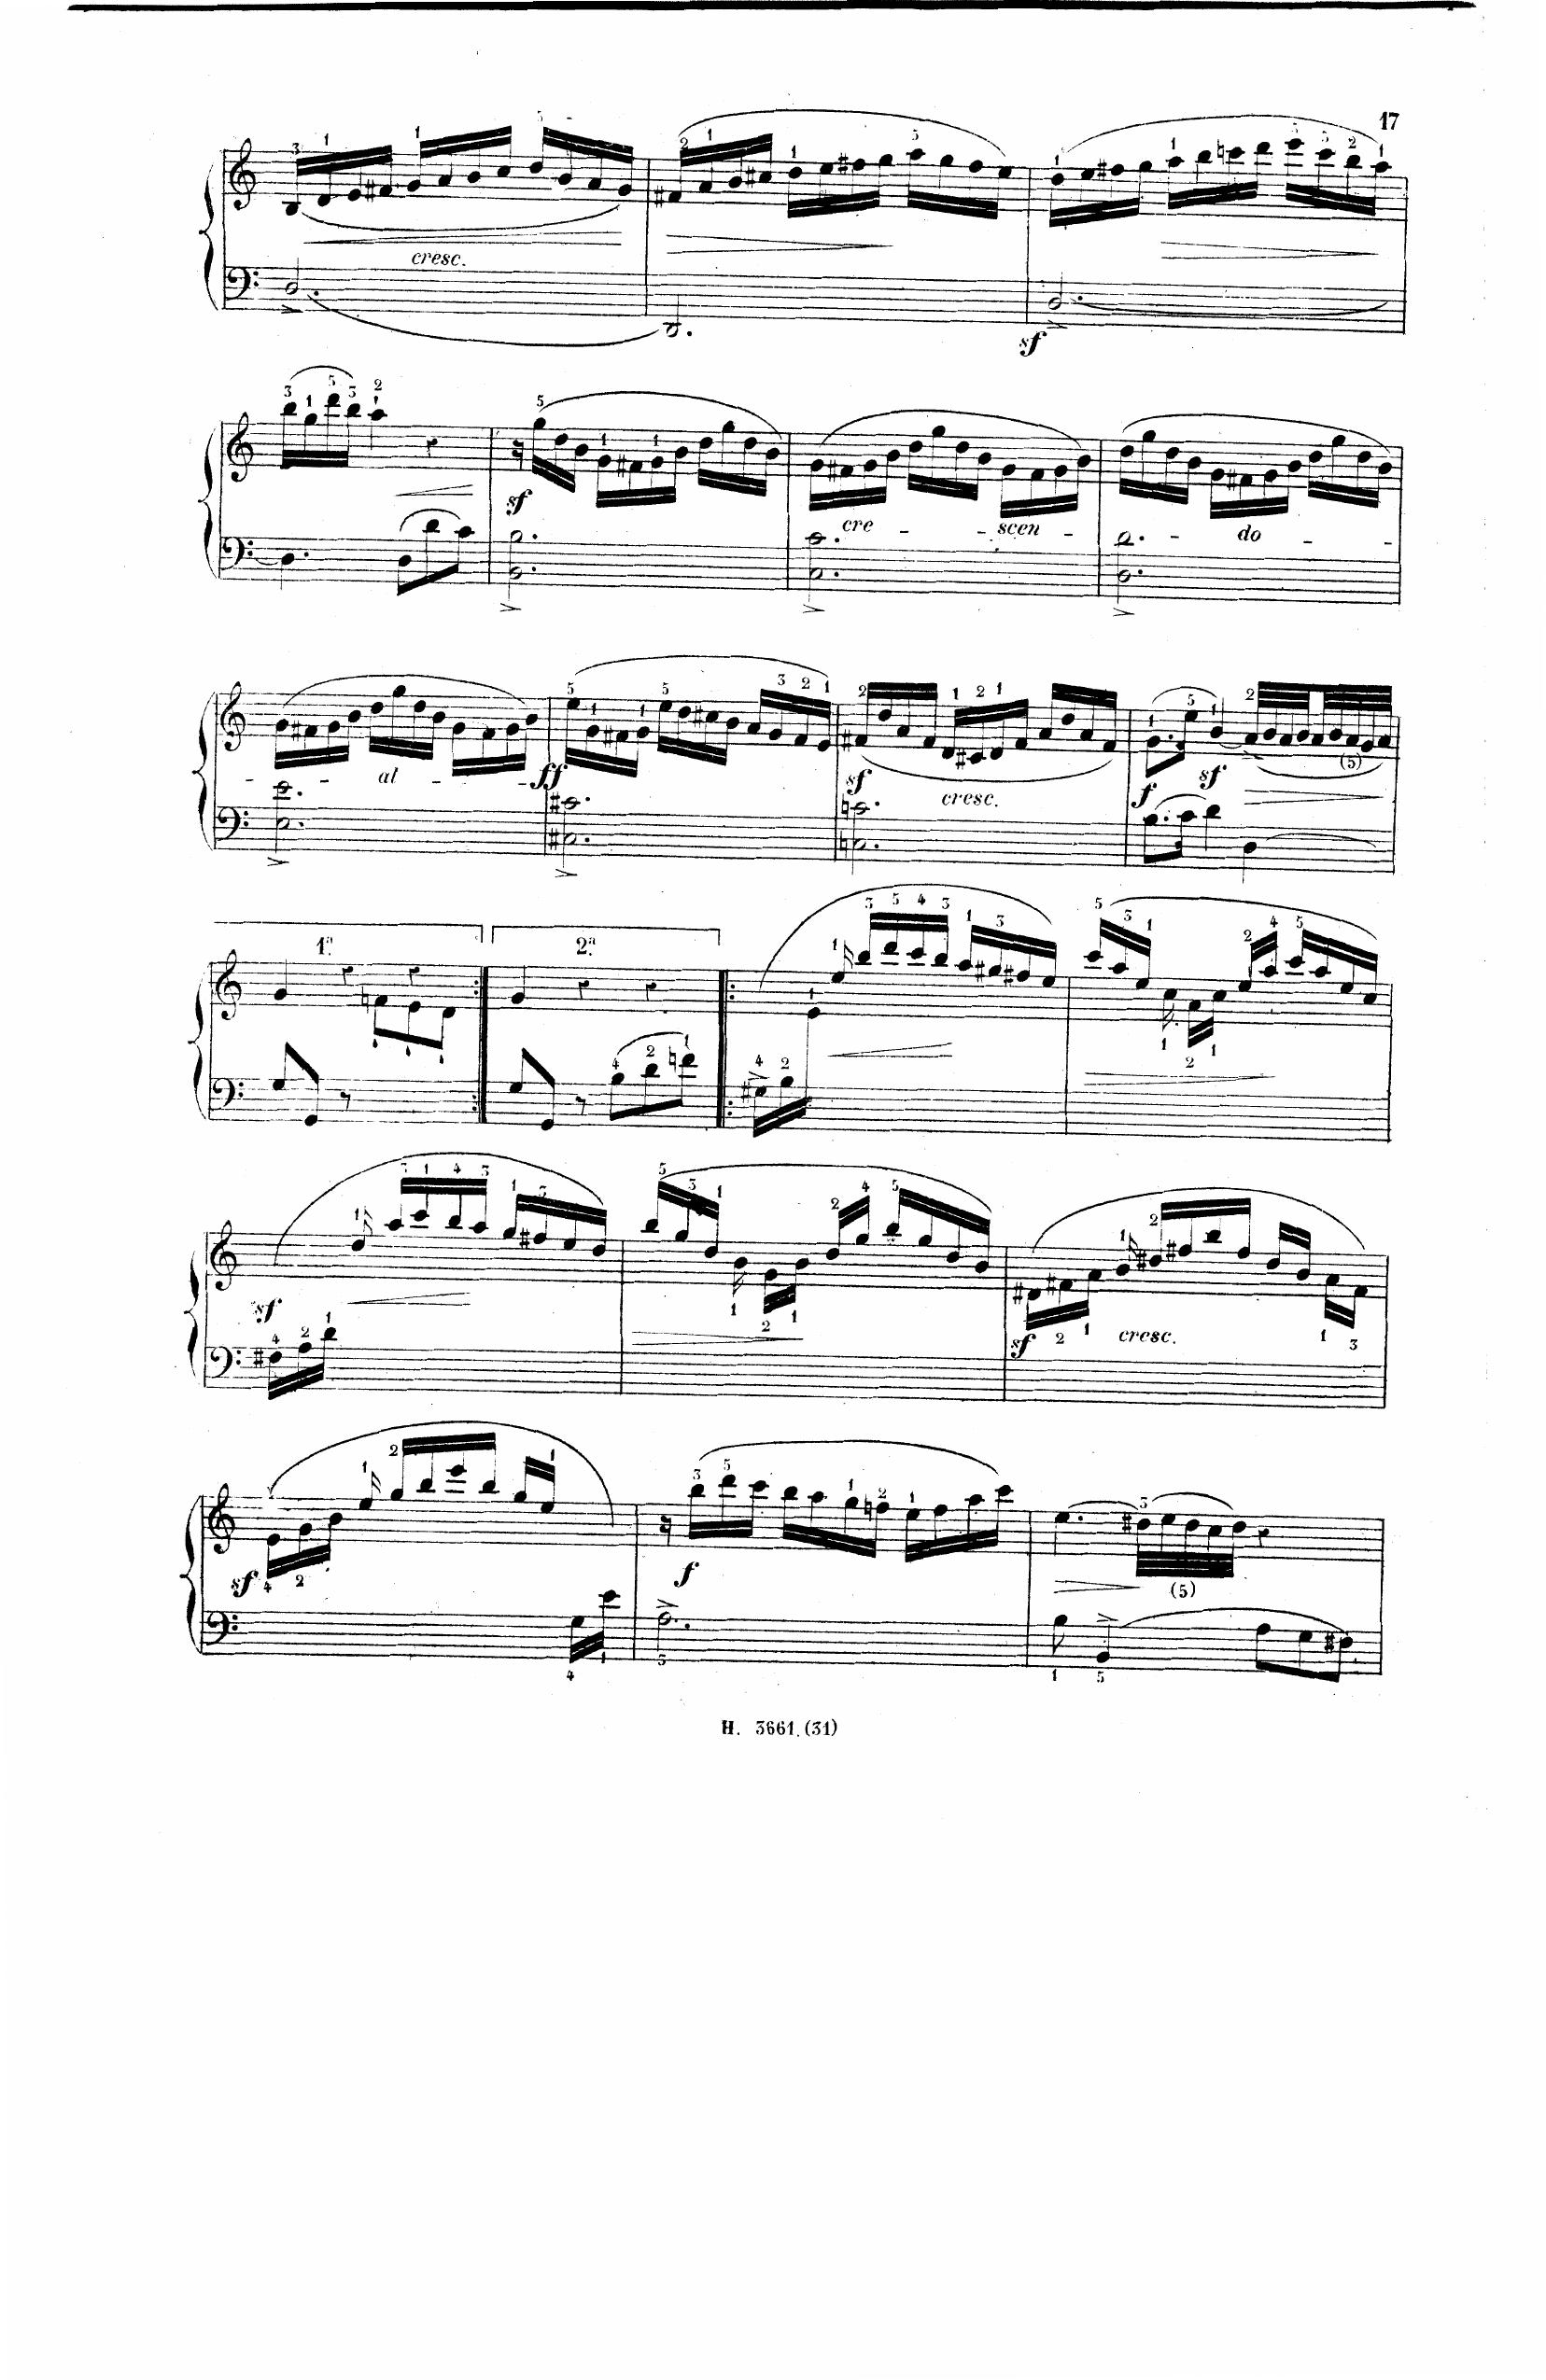 17
cresc.
sf
sf
cre - scen - do -
- - al - - ff
sf
cresc.
f
sf
(5)
1ª.
2ª.
sf
sf
cresc.
sf
f
(5)
H. 3661.(31)